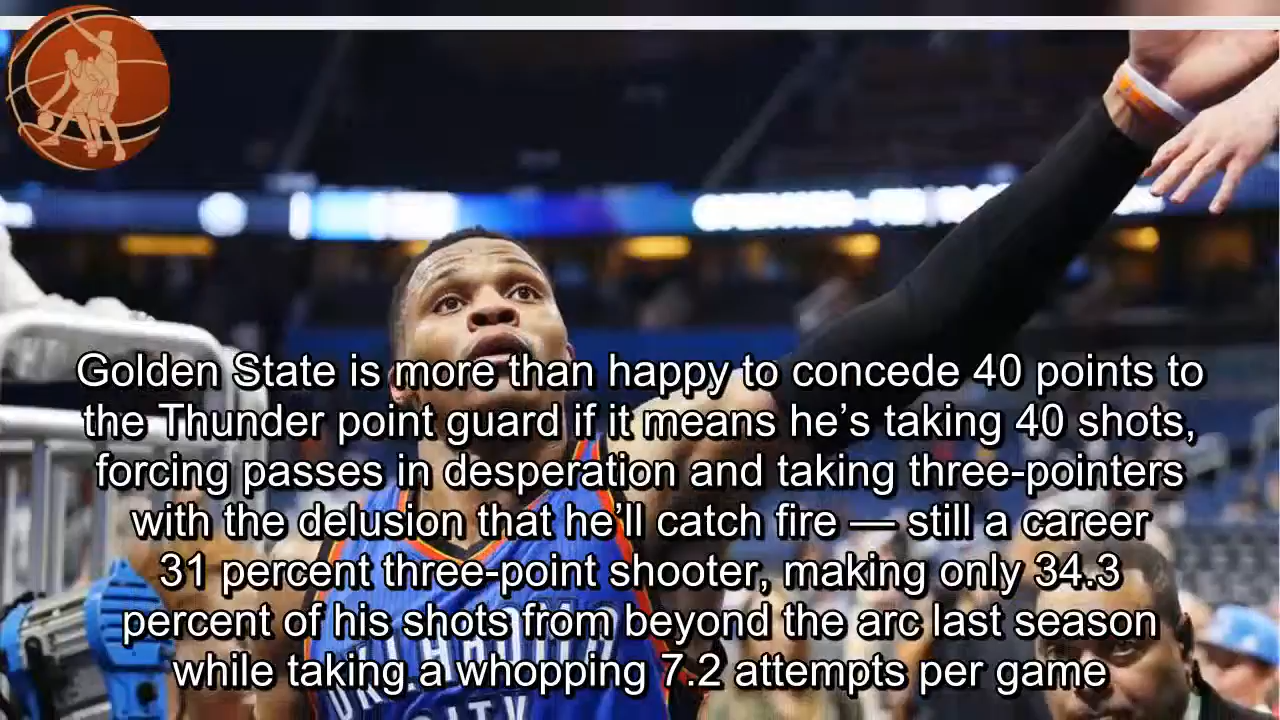 Golden State is more than happy to concede 40 points to
the Thunder point guard if it means he’s taking 40 shots,
forcing passes in desperation and taking three-pointers
with the delusion that he’ll catch fire — still a career
31 percent three-point shooter, making only 34.3
percent of his shots from beyond the arc last season
while taking a whopping 7.2 attempts per game
OKLAHOMA
CITY